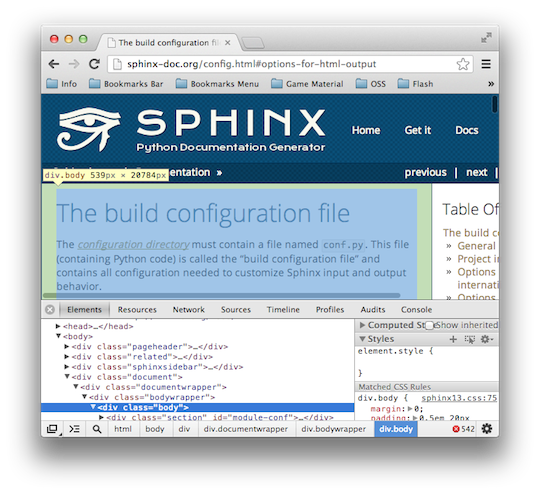 The build configuration file
sphinx-doc.org/config.html#options-for-html-output
Info Bookmarks Bar Bookmarks Menu Game Material OSS Flash »
SPHINX
Python Documentation Generator
Home Get it Docs
div.body 539px × 20784px
»
previous | next |
The build configuration file
The configuration directory must contain a file named conf.py. This file
(containing Python code) is called the “build configuration file” and
contains all configuration needed to customize Sphinx input and output
behavior.
Table Of
The build co
» General
» Project in
» Options
internati
» Options
Elements Resources Network Sources Timeline Profiles Audits Console
▶<head>…</head>
▼<body>
▶<div class="pageheader">…</div>
▶<div class="related">…</div>
▶<div class="sphinxsidebar">…</div>
▼<div class="document">
▼<div class="documentwrapper">
▼<div class="bodywrapper">
▼<div class="body">
▶<div class="section" id="module-conf">…</div>
▶ Computed St Show inherited
▼ Styles
element.style {
}
Matched CSS Rules
div.body { sphinx13.css:75
margin:▶0;
padding:▶0.5em 20px
html body div div.documentwrapper div.bodywrapper div.body 542